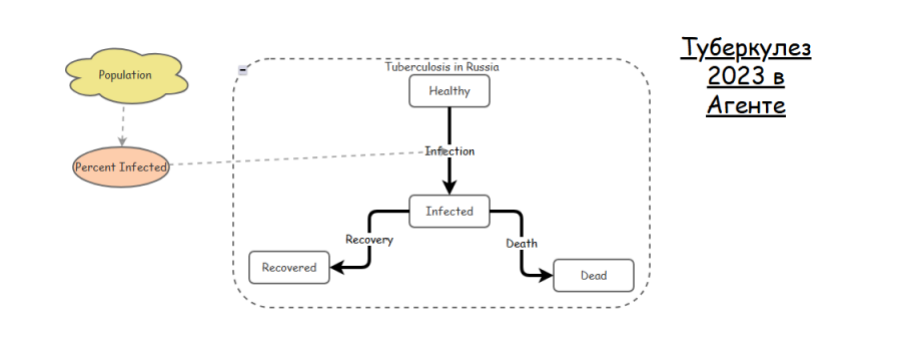 Туберкулез
2023 в
Агенте
Population
Tuberculosis in Russia
Healthy
Percent Infected
Infection
Infected
Recovery
Death
Recovered
Dead